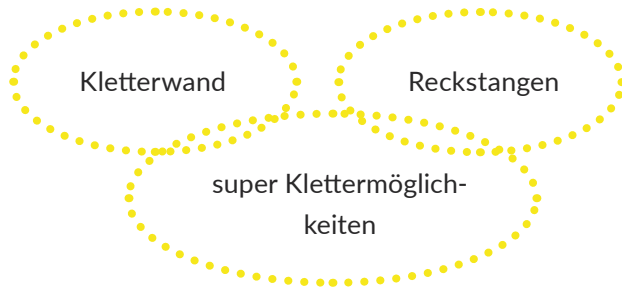 Kletterwand
Reckstangen
super Klettermöglich-
keiten